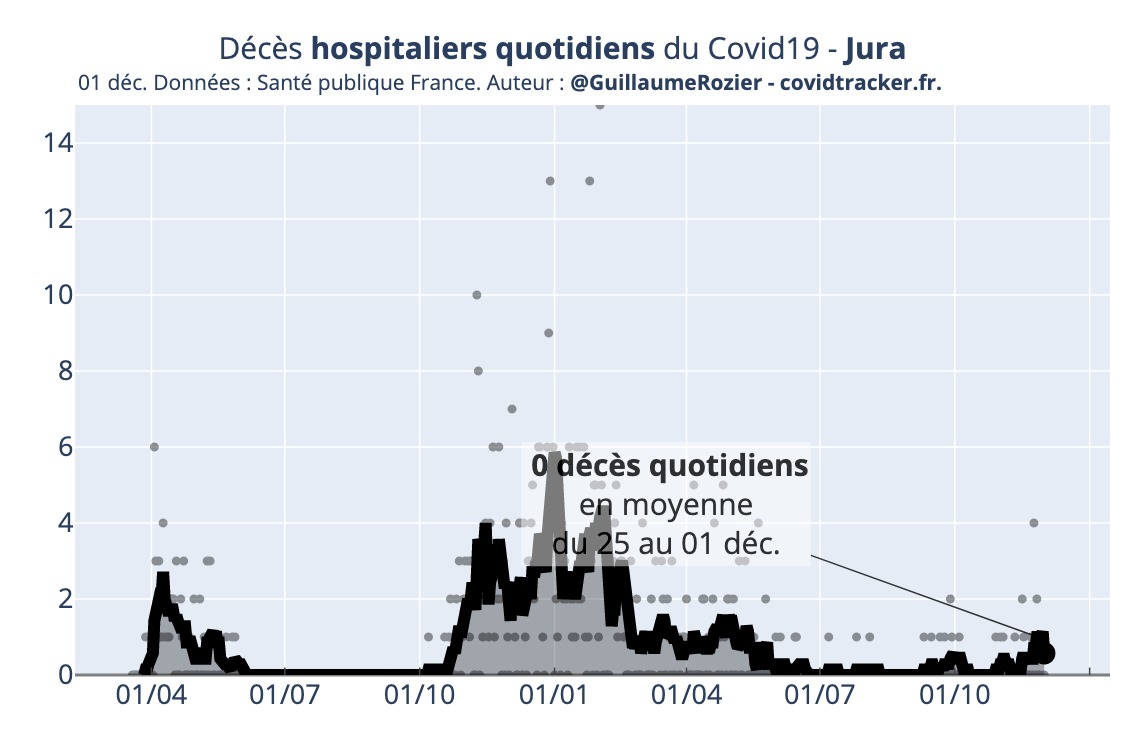 Décès hospitaliers quotidiens du Covid19 - Jura
01 déc. Données : Santé publique France. Auteur : @GuillaumeRozier - covidtracker.fr.
14
12
10
8
6
4
2
0
0 décès quotidiens
en moyenne
du 25 au 01 déc.
01/04 01/07 01/10 01/01 01/04 01/07 01/10